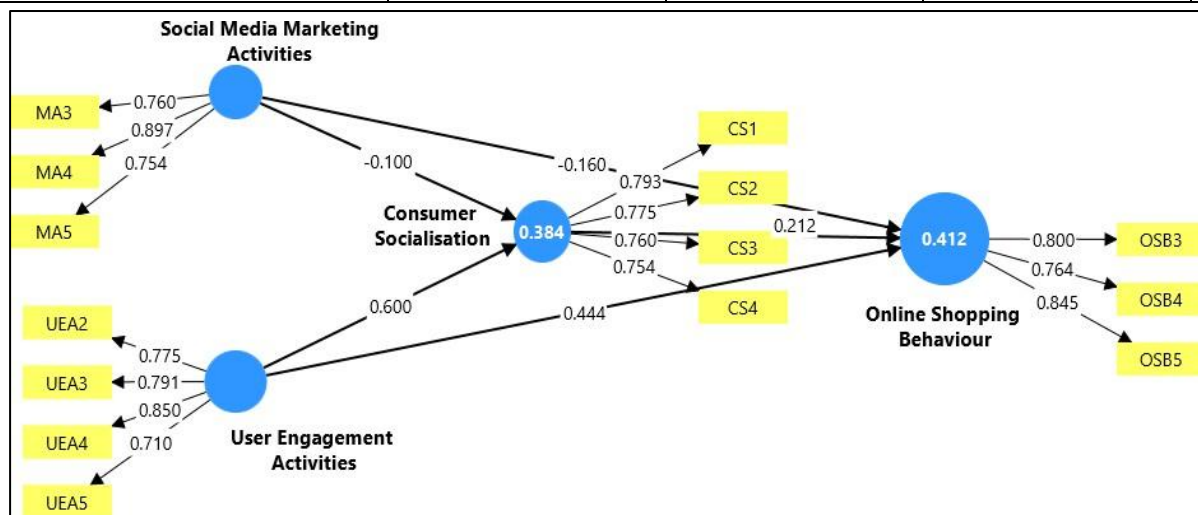 Social Media Marketing
Activities
MA3
0.760
0.897
MA4
0.754
MA5
-0.100
-0.160
CS1
0.793
CS2
0.775
0.212
Consumer
Socialisation
0.384
0.760
CS3
0.754
CS4
0.412
0.800
OSB3
0.764
OSB4
0.845
OSB5
Online Shopping
Behaviour
0.600
0.444
UEA2
0.775
UEA3
0.791
0.850
UEA4
0.710
UEA5
User Engagement
Activities